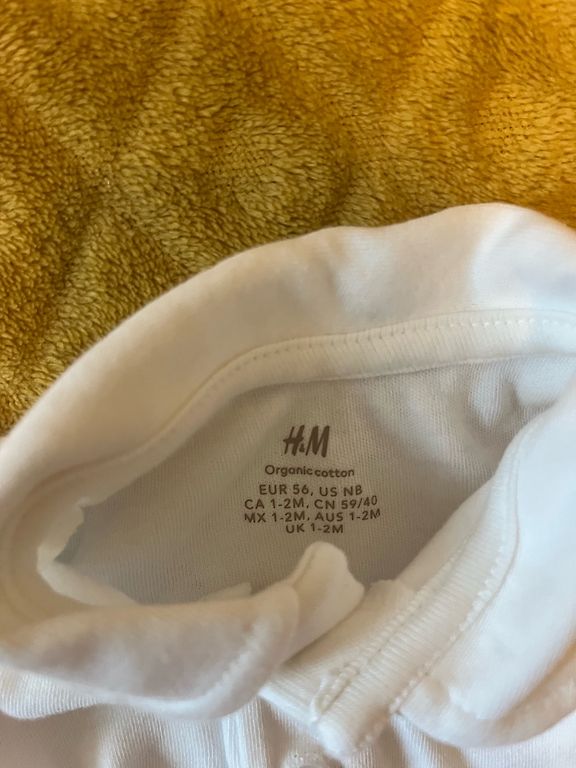 H&M
Organic cotton
EUR 56, US NB
CA 1-2M, CN 59/40
MX 1-2M, AUS 1-2M
UK 1-2M